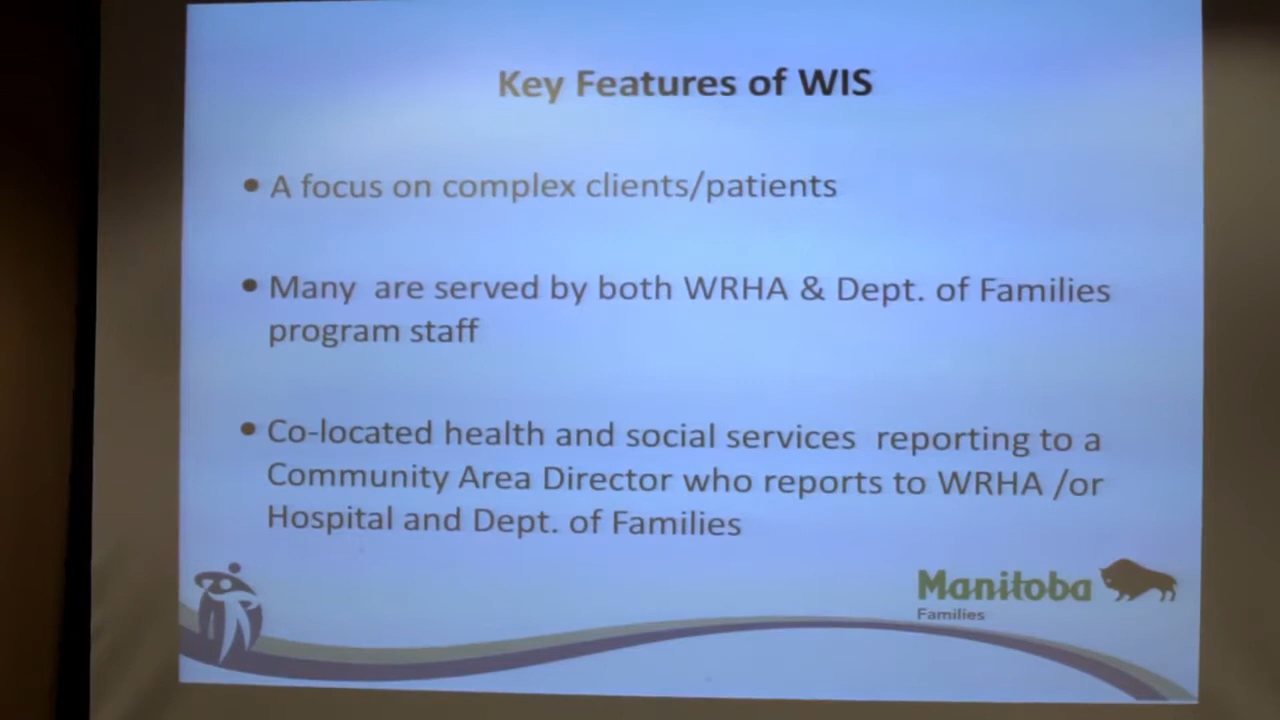 Key Features of WIS
• A focus on complex clients/patients
• Many  are served by both WRHA & Dept. of Families
program staff
• Co-located health and social services  reporting to a
Community Area Director who reports to WRHA /or
Hospital and Dept. of Families
Manitoba
Families